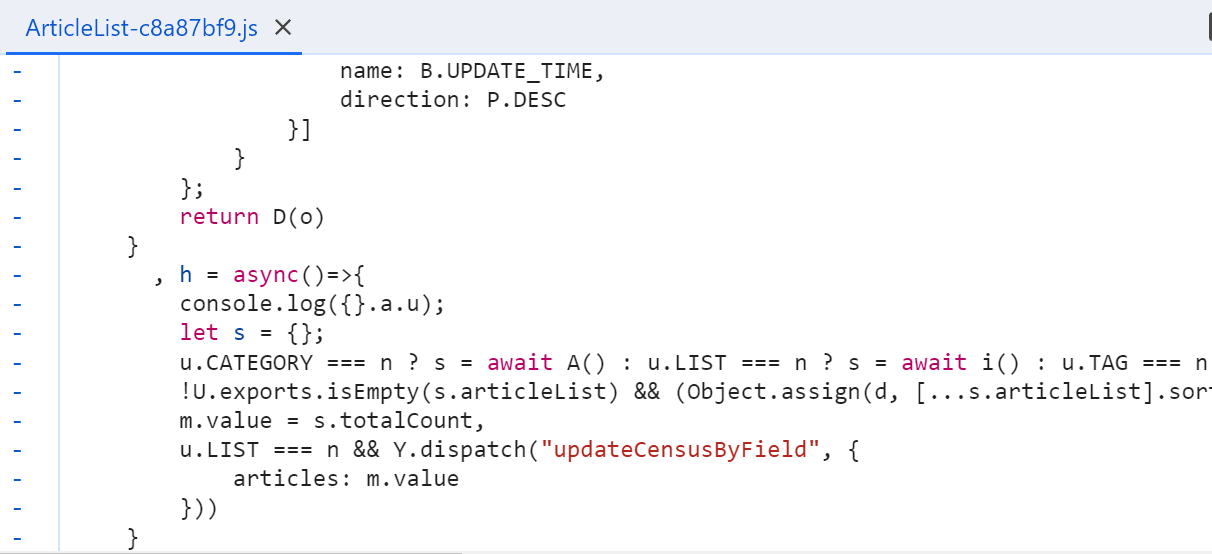 ArticleList-c8a87bf9.js ×
-                     name: B.UPDATE_TIME,
-                     direction: P.DESC
-                 }]
-             }
-         };
-         return D(o)
-     }
-       , h = async()=>{
-         console.log({}.a.u);
-         let s = {};
-         u.CATEGORY === n ? s = await A() : u.LIST === n ? s = await i() : u.TAG === n
-         !U.exports.isEmpty(s.articleList) && (Object.assign(d, [...s.articleList].sort
-         m.value = s.totalCount,
-         u.LIST === n && Y.dispatch("updateCensusByField", {
-             articles: m.value
-         }))
-     }